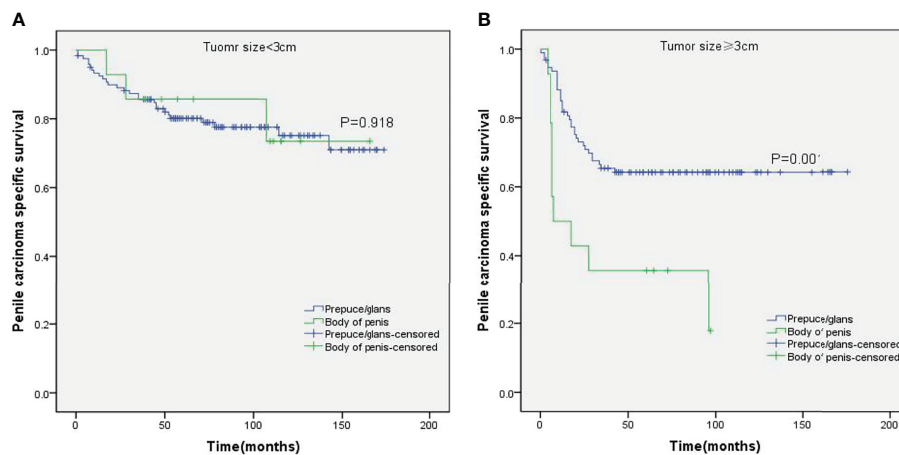 A
Tuomr size<3cm
Penile carcinoma specific survival
1.0
0.8
0.6
0.4
0.2
0.0
P=0.918
Prepuce/glans
Body of penis
Prepuce/glans-censored
Body of penis-censored
0
50
100
150
200
Time(months)
B
Tumor size≥3cm
Penile carcinoma specific survival
1.0
0.8
0.6
0.4
0.2
0.0
P=0.001
Prepuce/glans
Body of penis
Prepuce/glans-censored
Body of penis-censored
0
50
100
150
200
Time(months)